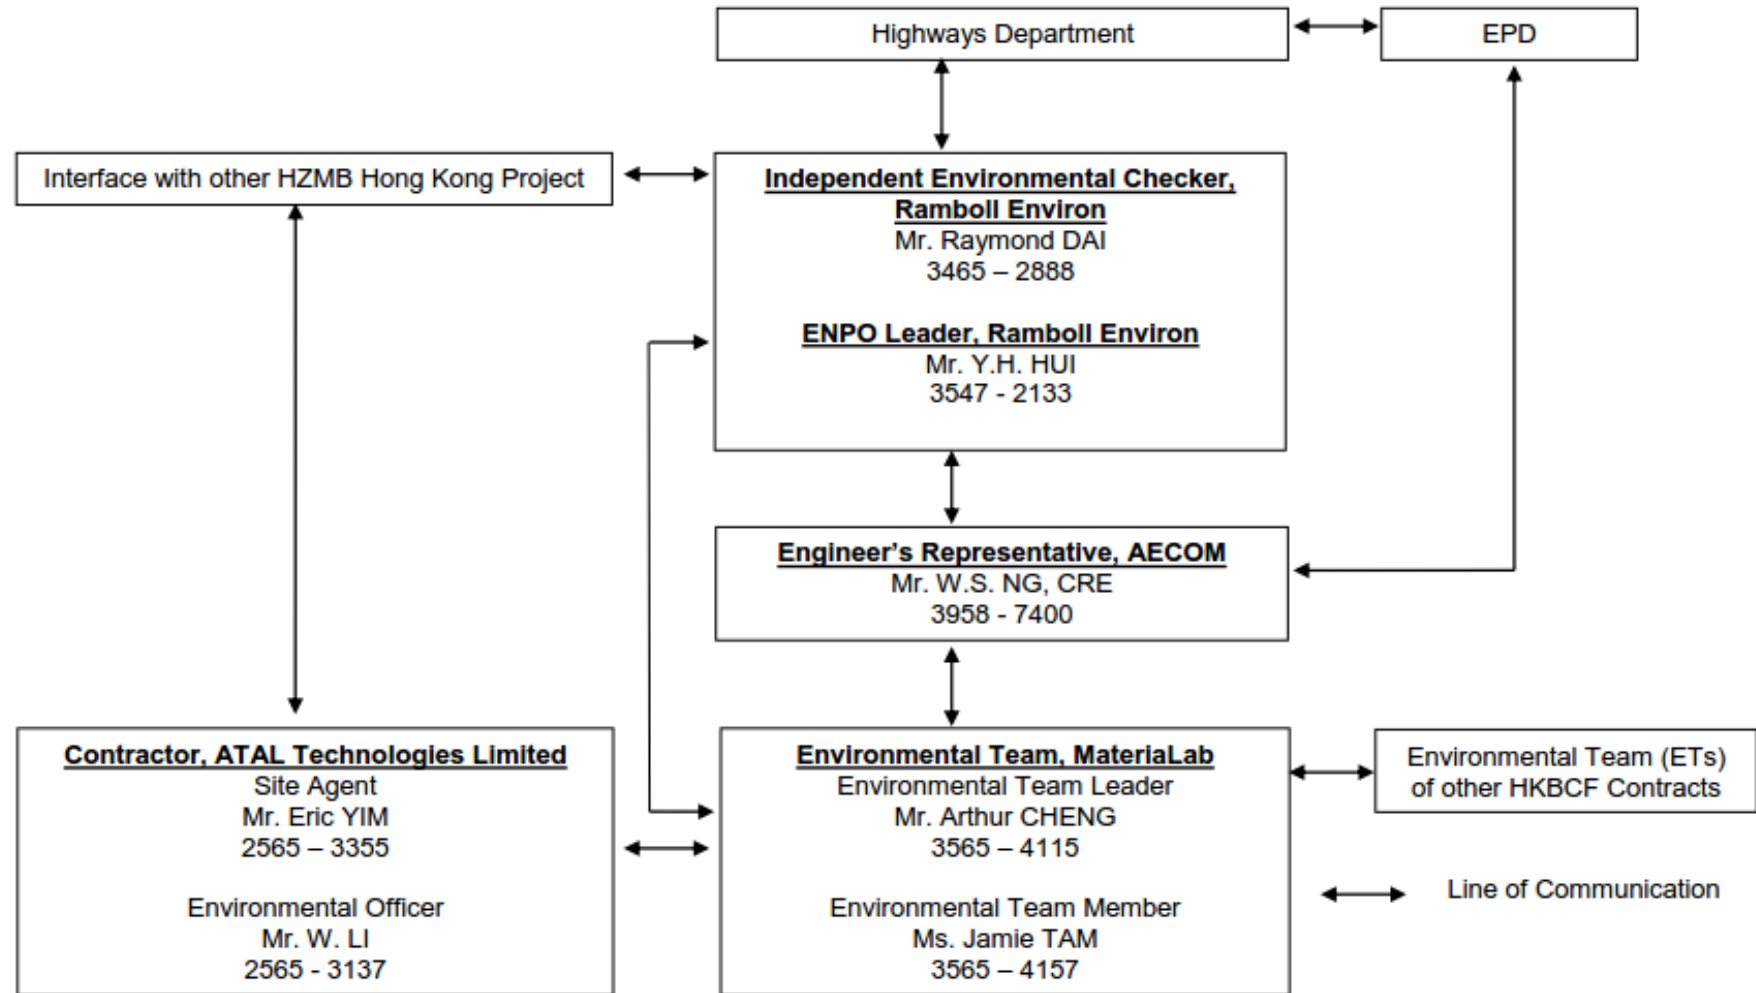 Highways Department
EPD
Interface with other HZMB Hong Kong Project
Independent Environmental Checker,
Ramboll Environ
Mr. Raymond DAI
3465 – 2888
ENPO Leader, Ramboll Environ
Mr. Y.H. HUI
3547 - 2133
Engineer’s Representative, AECOM
Mr. W.S. NG, CRE
3958 - 7400
Contractor, ATAL Technologies Limited
Site Agent
Mr. Eric YIM
2565 – 3355
Environmental Officer
Mr. W. LI
2565 - 3137
Environmental Team, MateriaLab
Environmental Team Leader
Mr. Arthur CHENG
3565 – 4115
Environmental Team Member
Ms. Jamie TAM
3565 – 4157
Environmental Team (ETs)
of other HKBCF Contracts
Line of Communication